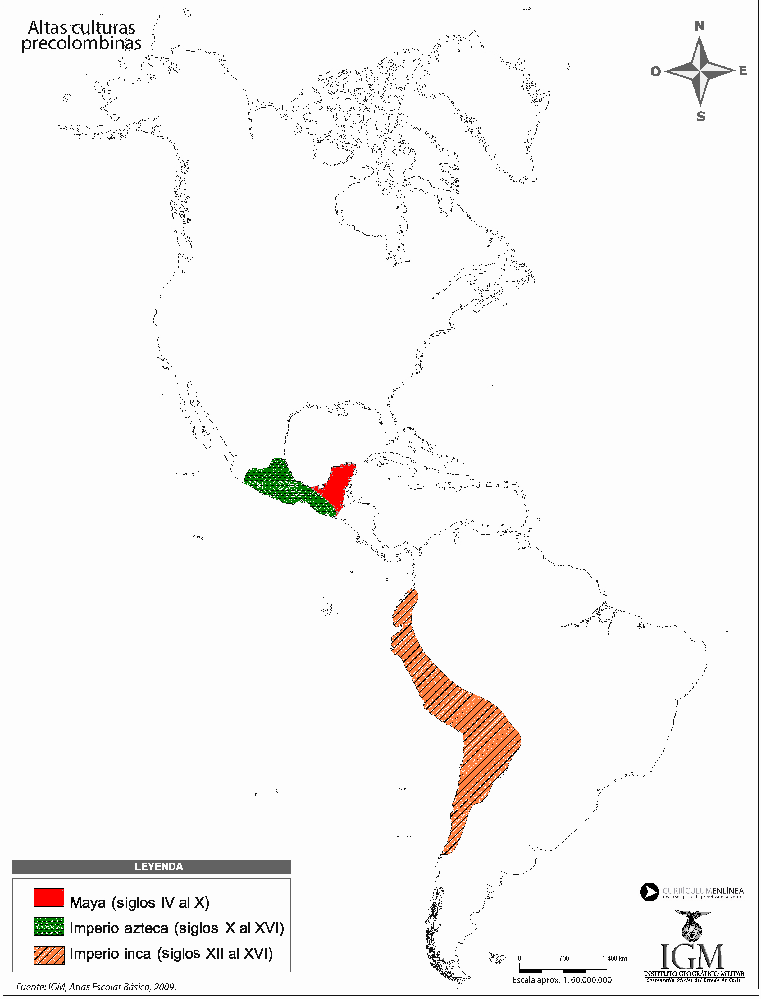 Altas culturas
precolombinas
N
O
E
S
LEYENDA
Maya (siglos IV al X)
Imperio azteca (siglos X al XVI)
Imperio inca (siglos XII al XVI)
Fuente: IGM, Atlas Escolar Básico, 2009.
0 700 1.400 km
Escala aprox. 1: 60.000.000
CURRÍCULUMENLÍNEA
Recursos para el aprendizaje MINEDUC
IGM
INSTITUTO GEOGRÁFICO MILITAR
Cartografía Oficial del Estado de Chile